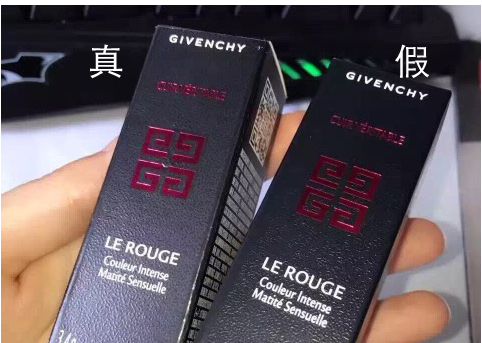 真
假
GIVENCHY
CUIR VÉRITABLE
LE ROUGE
Couleur Intense
Matité Sensuelle
GIVENCHY
CUIR VÉRITABLE
LE ROUGE
Couleur Intense
Matité Sensuelle